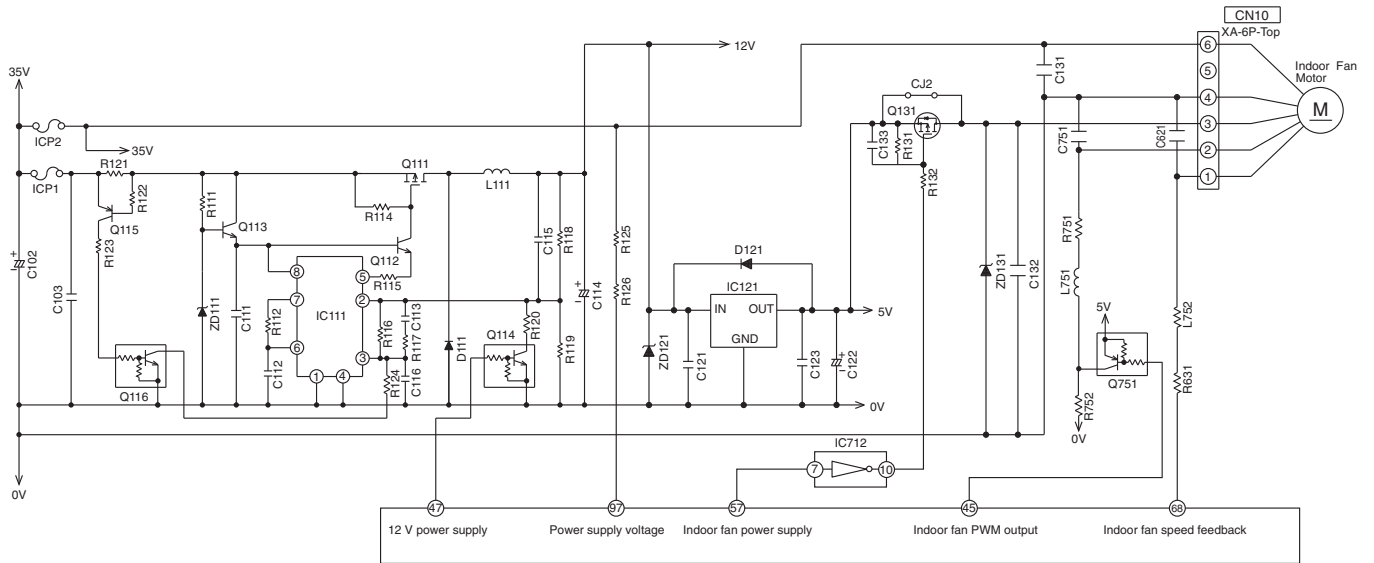 CN10
XA-6P-Top
35V
12V
6
C131
Indoor Fan
Motor
5
CJ2
4
M
ICP2
Q131
3
C133
R131
C751
C621
2
35V
R132
1
R121
Q111
ICP1
R122
L111
R111
R114
Q115
Q113
C115
R118
R125
R123
Q112
D121
R751
C102
R115
8
5
IC121
ZD131
C132
L751
C103
7
2
R126
IN
OUT
5V
ZD111
C111
R112
IC111
R116
C113
C114
5V
L752
D111
Q114
R120
GND
6
3
R117
R119
ZD121
C121
C123
C122
C112
1
4
R124
C116
Q116
Q751
R631
R752
0V
0V
0V
IC712
7
10
47
97
57
45
68
12 V power supply
Power supply voltage
Indoor fan power supply
Indoor fan PWM output
Indoor fan speed feedback